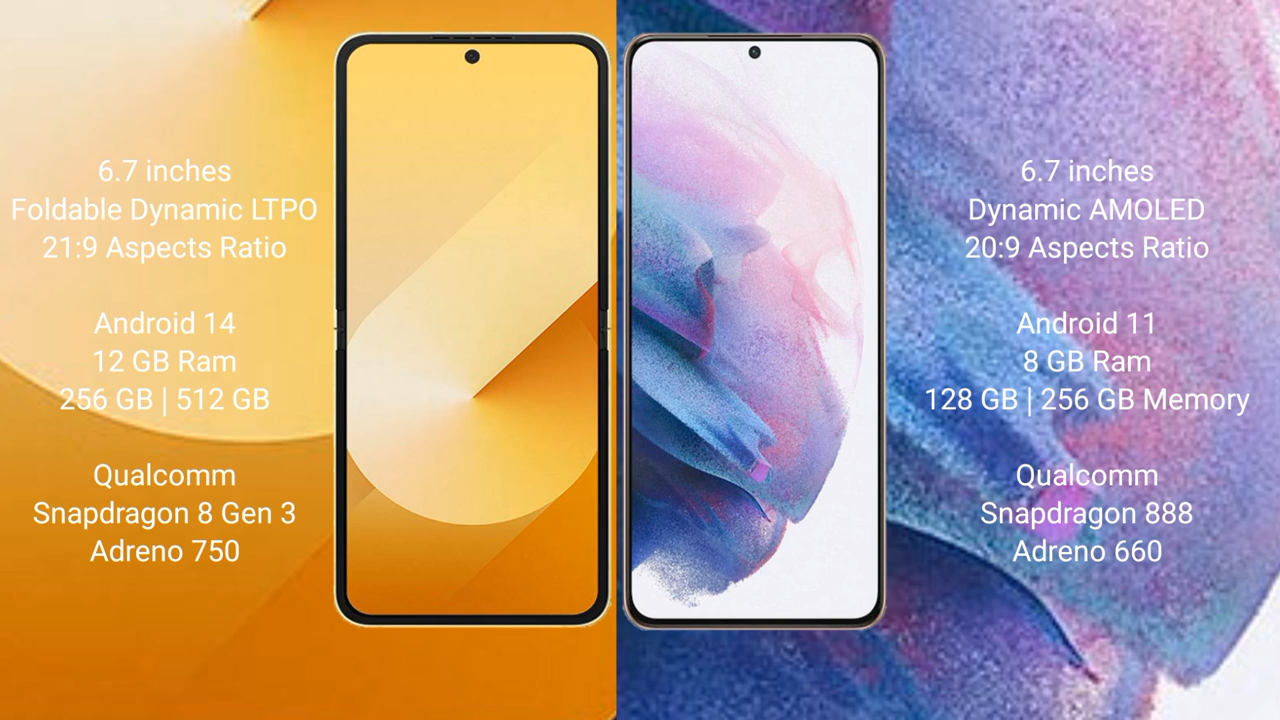 6.7 inches
Foldable Dynamic LTPO
21:9 Aspects Ratio
Android 14
12 GB Ram
256 GB | 512 GB
Qualcomm
Snapdragon 8 Gen 3
Adreno 750
6.7 inches
Dynamic AMOLED
20:9 Aspects Ratio
Android 11
8 GB Ram
128 GB | 256 GB Memory
Qualcomm
Snapdragon 888
Adreno 660